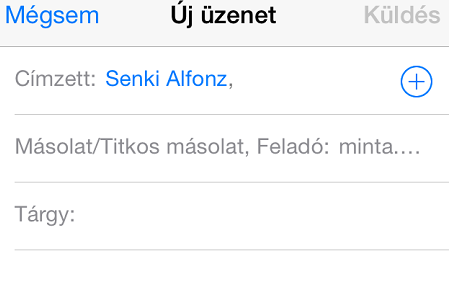 Mégsem Új üzenet Küldés
Címzett: Senki Alfonz,
Másolat/Titkos másolat, Feladó: minta....
Tárgy: